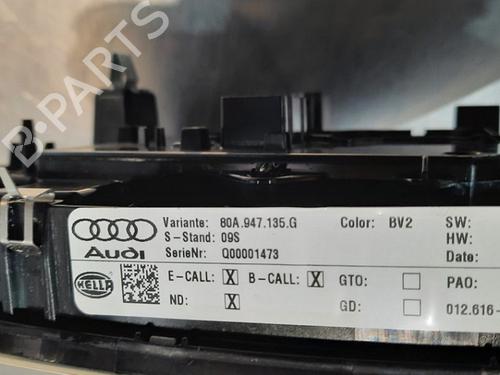 B-PARTS
Variante: 80A.947.135.G Color: BV2 SW:
S-Stand: 09S HW:
Audi SerieNr: Q00001473 Date:
HELLA E-CALL: X B-CALL: X GTO: PAO:
ND: X GD: 012.616-